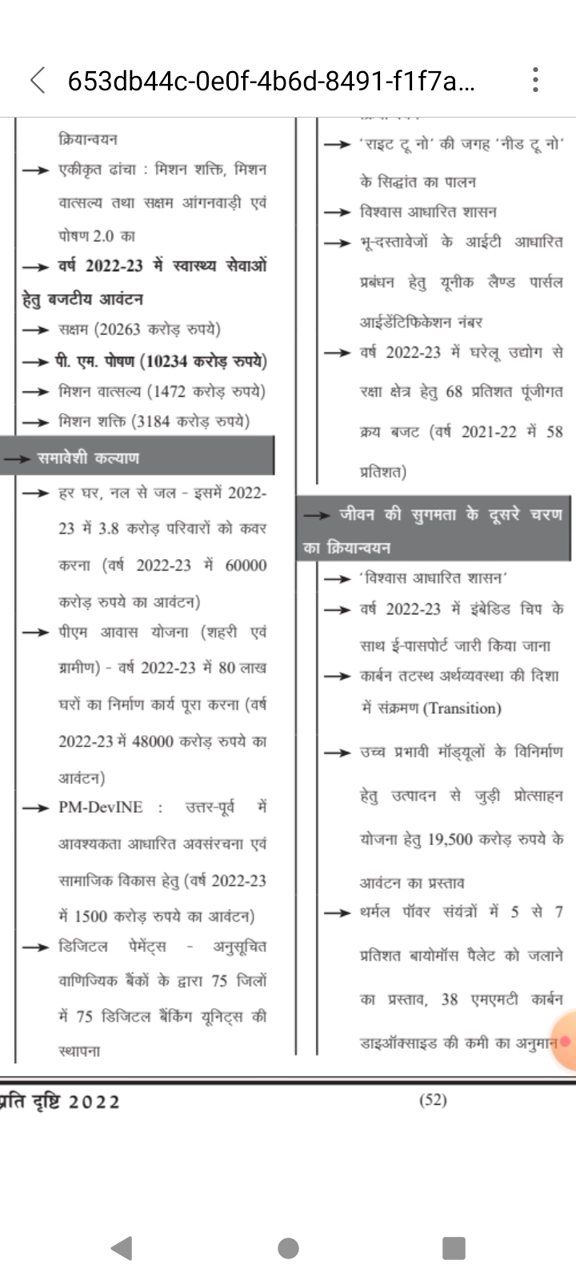 653db44c-0e0f-4b6d-8491-f1f7a...
क्रियान्वयन
→ एकीकृत ढांचा : मिशन शक्ति, मिशन
वात्सल्य तथा सक्षम आंगनवाड़ी एवं
पोषण 2.0 का
→ वर्ष 2022-23 में स्वास्थ्य सेवाओं
हेतु बजटीय आवंटन
→ सक्षम (20263 करोड़ रुपये)
→ पी. एम. पोषण (10234 करोड़ रुपये)
→ मिशन वात्सल्य (1472 करोड़ रुपये)
→ मिशन शक्ति (3184 करोड़ रुपये)
→ समावेशी कल्याण
→ हर घर, नल से जल - इसमें 2022-
23 में 3.8 करोड़ परिवारों को कवर
करना (वर्ष 2022-23 में 60000
करोड़ रुपये का आवंटन)
→ पीएम आवास योजना (शहरी एवं
ग्रामीण) - वर्ष 2022-23 में 80 लाख
घरों का निर्माण कार्य पूरा करना (वर्ष
2022-23 में 48000 करोड़ रुपये का
आवंटन)
→ PM-DevINE : उत्तर-पूर्व में
आवश्यकता आधारित अवसंरचना एवं
सामाजिक विकास हेतु (वर्ष 2022-23
में 1500 करोड़ रुपये का आवंटन)
→ डिजिटल पेमेंट्स - अनुसूचित
वाणिज्यिक बैंकों के द्वारा 75 जिलों
में 75 डिजिटल बैंकिंग यूनिट्स की
स्थापना
→ 'राइट टू नो' की जगह 'नीड टू नो'
के सिद्धांत का पालन
→ विश्वास आधारित शासन
→ भू-दस्तावेजों के आईटी आधारित
प्रबंधन हेतु यूनीक लैण्ड पार्सल
आईडेंटिफिकेशन नंबर
→ वर्ष 2022-23 में घरेलू उद्योग से
रक्षा क्षेत्र हेतु 68 प्रतिशत पूंजीगत
क्रय बजट (वर्ष 2021-22 में 58
प्रतिशत)
→ जीवन की सुगमता के दूसरे चरण
का क्रियान्वयन
→ 'विश्वास आधारित शासन'
→ वर्ष 2022-23 में इंबेडिड चिप के
साथ ई-पासपोर्ट जारी किया जाना
→ कार्बन तटस्थ अर्थव्यवस्था की दिशा
में संक्रमण (Transition)
→ उच्च प्रभावी मॉड्यूलों के विनिर्माण
हेतु उत्पादन से जुड़ी प्रोत्साहन
योजना हेतु 19,500 करोड़ रुपये के
आवंटन का प्रस्ताव
→ थर्मल पॉवर संयंत्रों में 5 से 7
प्रतिशत बायोमॉस पैलेट को जलाने
का प्रस्ताव, 38 एमएमटी कार्बन
डाइऑक्साइड की कमी का अनुमान
प्रति दृष्टि 2022
(52)